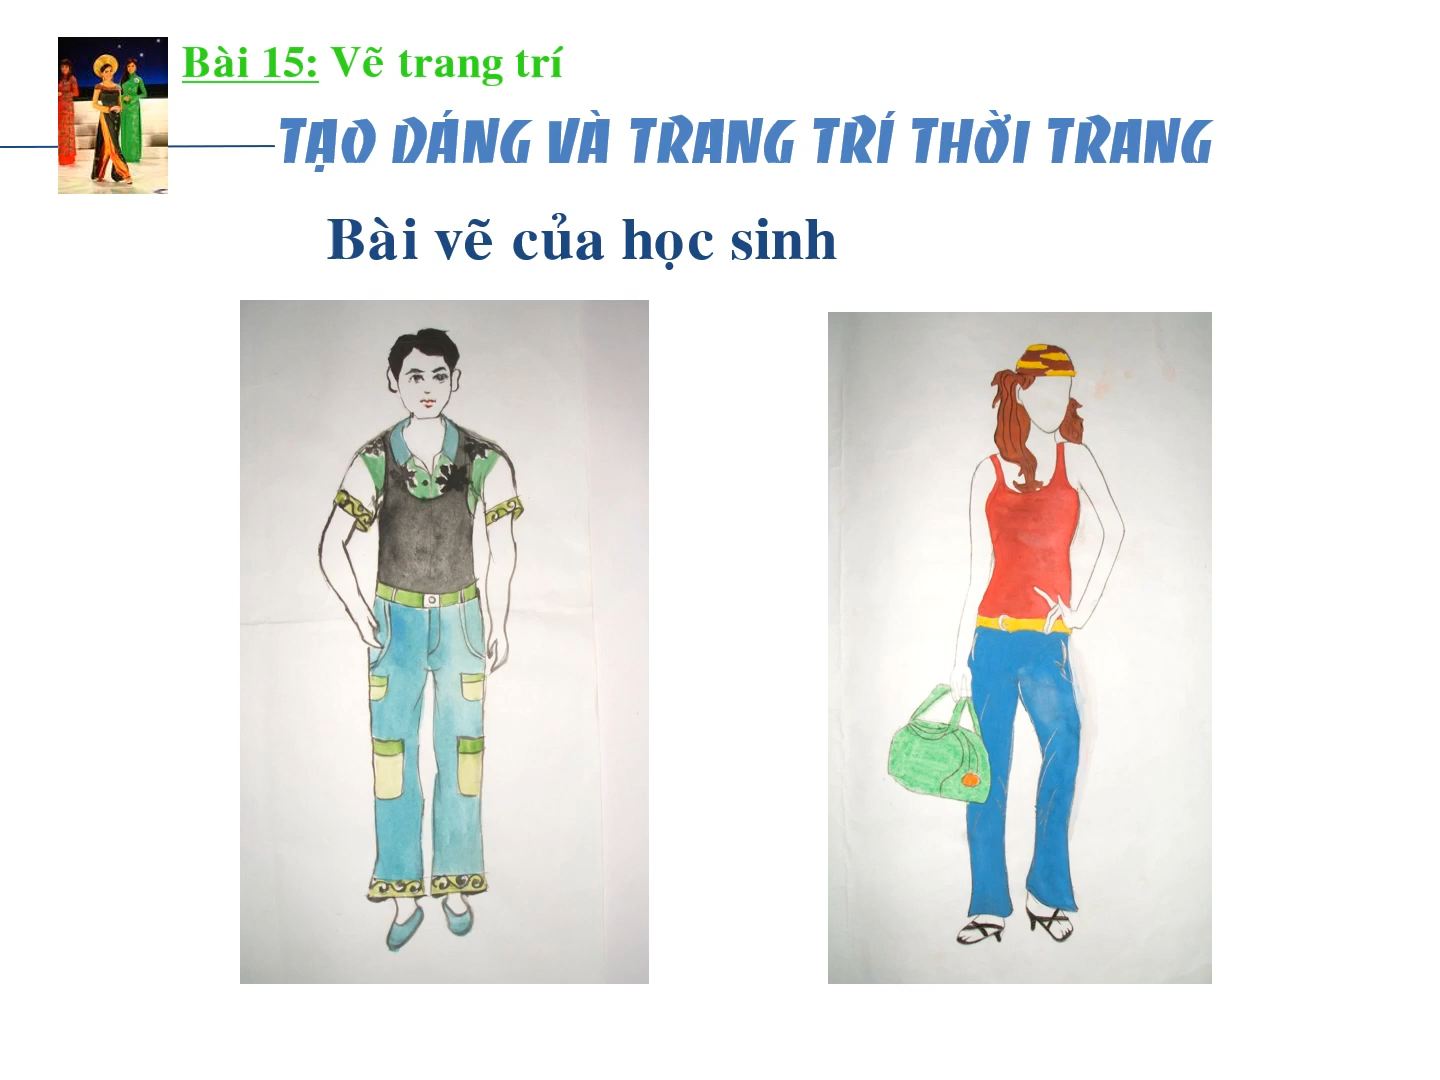 Bài 15: Vẽ trang trí
TẠO DÁNG VÀ TRANG TRÍ THỜI TRANG
Bài vẽ của học sinh